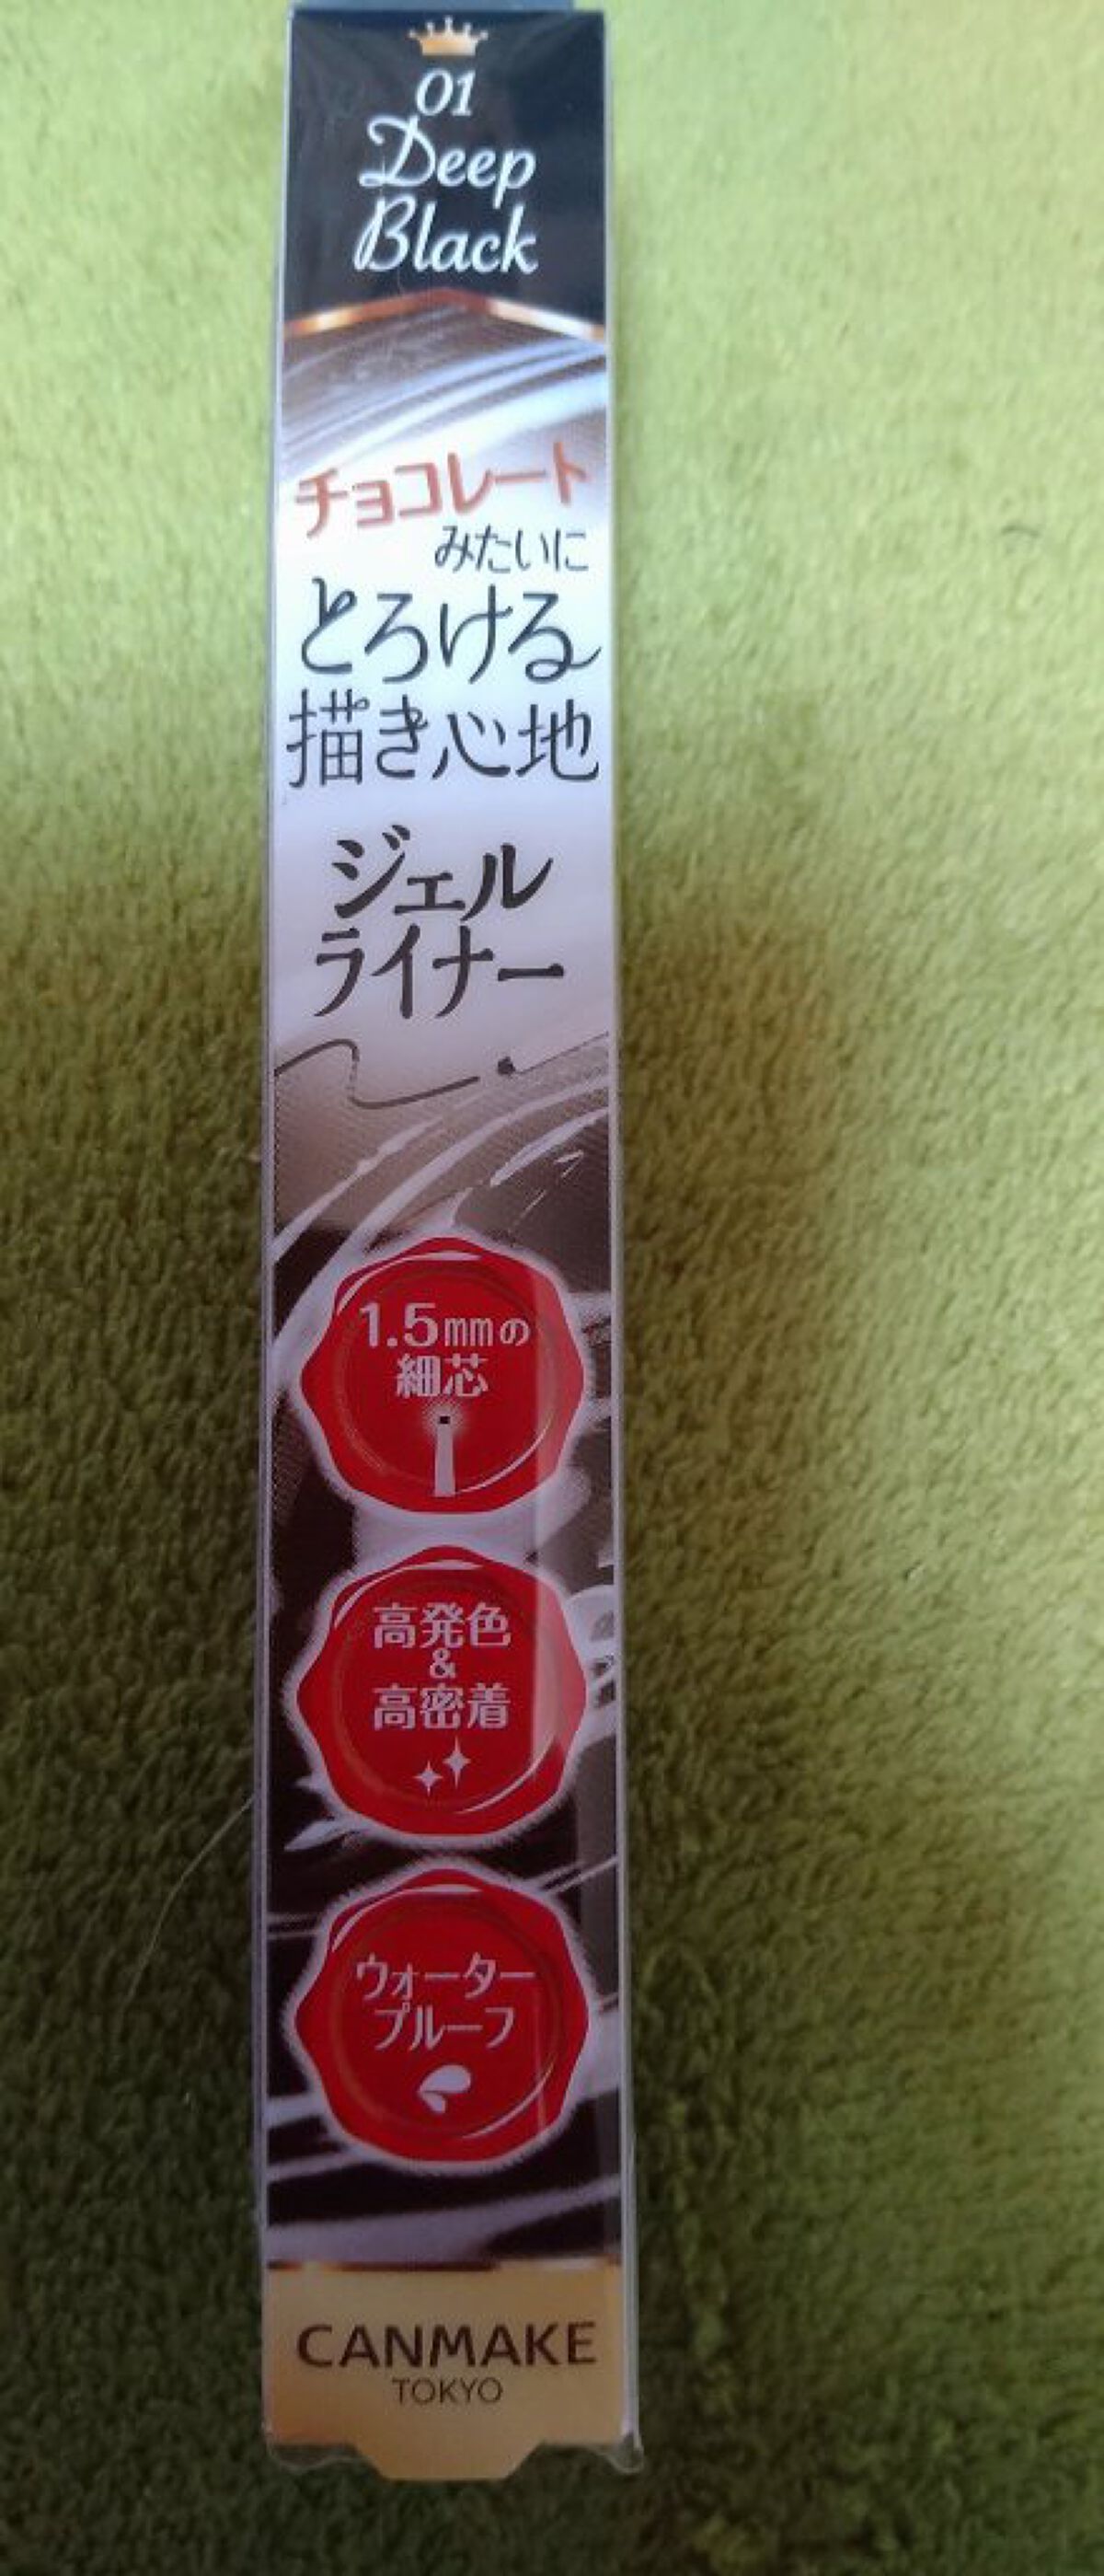 01
Deep
Black
チョコレート
みたいに
とろける
描き心地
ジェル
ライナー
1.5mmの
細芯
高発色
&
高密着
ウォーター
プルーフ
CANMAKE
TOKYO